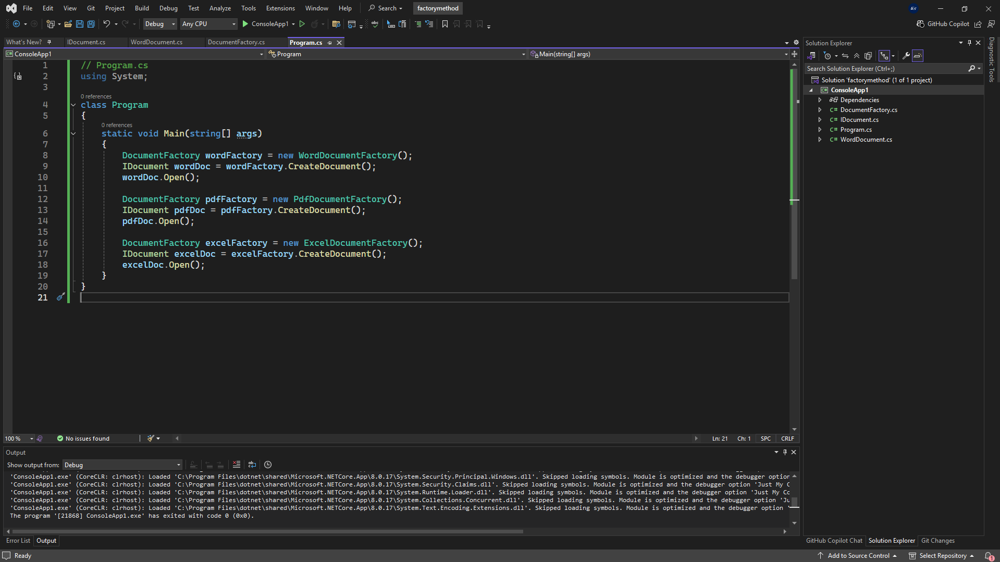 File Edit View Git Project Build Debug Test Analyze Tools Extensions Window Help Search factorymethod AV
Debug Any CPU ConsoleApp1 GitHub Copilot
What's New? IDocument.cs WordDocument.cs DocumentFactory.cs Program.cs
ConsoleApp1 Program Main(string[] args)
1 // Program.cs
2 using System;
3
0 references
4 class Program
5 {
0 references
6 static void Main(string[] args)
7 {
8 DocumentFactory wordFactory = new WordDocumentFactory();
9 IDocument wordDoc = wordFactory.CreateDocument();
10 wordDoc.Open();
11
12 DocumentFactory pdfFactory = new PdfDocumentFactory();
13 IDocument pdfDoc = pdfFactory.CreateDocument();
14 pdfDoc.Open();
15
16 DocumentFactory excelFactory = new ExcelDocumentFactory();
17 IDocument excelDoc = excelFactory.CreateDocument();
18 excelDoc.Open();
19 }
20 }
21
100 % No issues found Ln: 21 Ch: 1 SPC CRLF
Output
Show output from: Debug
'ConsoleApp1.exe' (CoreCLR: clrhost): Loaded 'C:\Program Files\dotnet\shared\Microsoft.NETCore.App\8.0.17\System.Security.Principal.Windows.dll'. Skipped loading symbols. Module is optimized and the debugger option
'ConsoleApp1.exe' (CoreCLR: clrhost): Loaded 'C:\Program Files\dotnet\shared\Microsoft.NETCore.App\8.0.17\System.Security.Claims.dll'. Skipped loading symbols. Module is optimized and the debugger option 'Just My C
'ConsoleApp1.exe' (CoreCLR: clrhost): Loaded 'C:\Program Files\dotnet\shared\Microsoft.NETCore.App\8.0.17\System.Runtime.Loader.dll'. Skipped loading symbols. Module is optimized and the debugger option 'Just My Co
'ConsoleApp1.exe' (CoreCLR: clrhost): Loaded 'C:\Program Files\dotnet\shared\Microsoft.NETCore.App\8.0.17\System.Collections.Concurrent.dll'. Skipped loading symbols. Module is optimized and the debugger option 'Ju
'ConsoleApp1.exe' (CoreCLR: clrhost): Loaded 'C:\Program Files\dotnet\shared\Microsoft.NETCore.App\8.0.17\System.Text.Encoding.Extensions.dll'. Skipped loading symbols. Module is optimized and the debugger option '
The program '[21868] ConsoleApp1.exe' has exited with code 0 (0x0).
Error List Output
Solution Explorer
Search Solution Explorer (Ctrl+;)
Solution 'factorymethod' (1 of 1 project)
ConsoleApp1
Dependencies
C# DocumentFactory.cs
C# IDocument.cs
C# Program.cs
C# WordDocument.cs
GitHub Copilot Chat Solution Explorer Git Changes
Diagnostic Tools
Ready Add to Source Control Select Repository 1